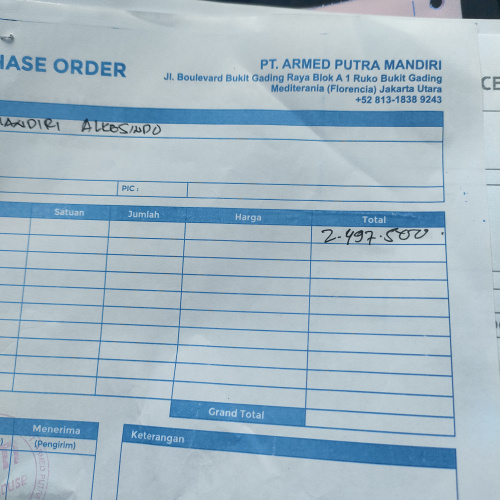 HASE ORDER
PT. ARMED PUTRA MANDIRI
Jl. Boulevard Bukit Gading Raya Blok A 1 Ruko Bukit Gading
Mediterania (Florencia) Jakarta Utara
+52 813-1838 9243
CE
MANDIRI ALKESINDO
PIC :
Satuan Jumlah Harga Total
2.497.500
Grand Total
Menerima
(Pengirim)
Keterangan